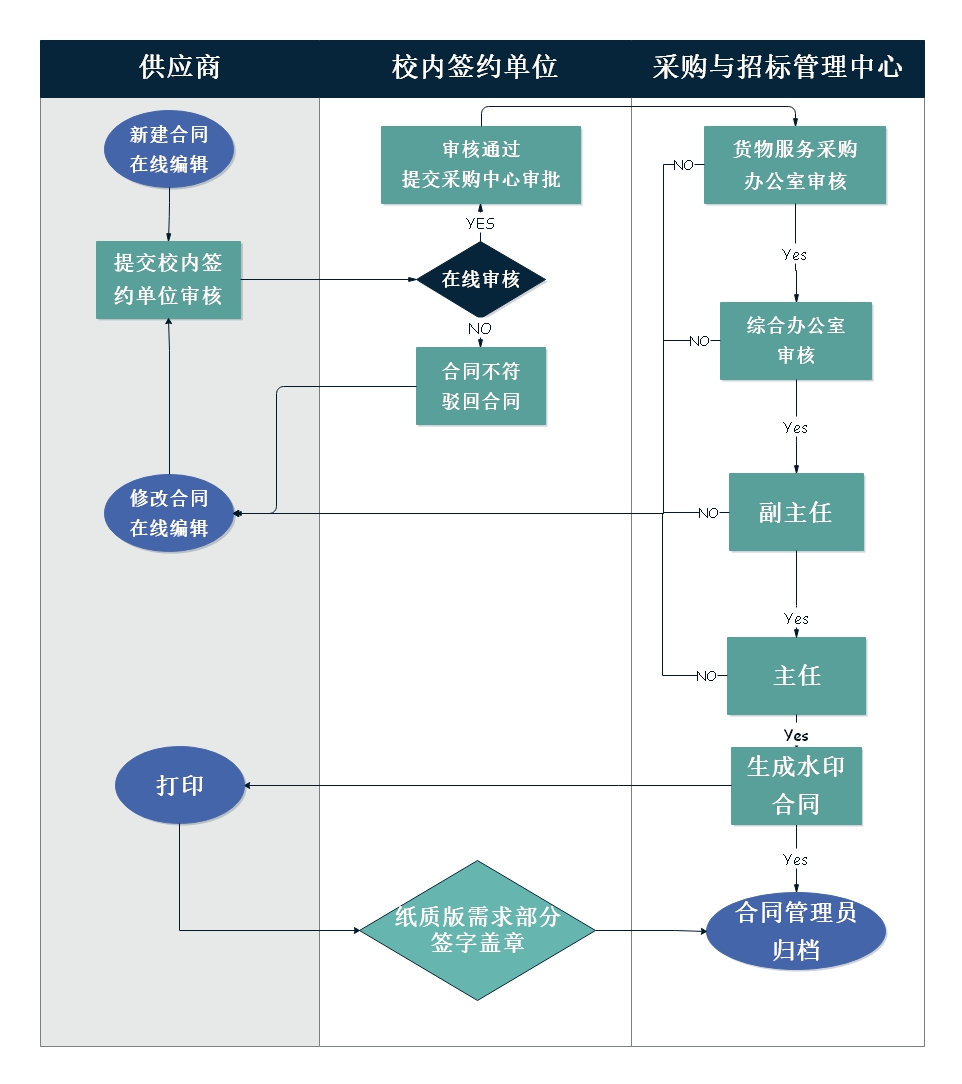 供应商
校内签约单位
采购与招标管理中心
新建合同
在线编辑
审核通过
提交采购中心审批
货物服务采购
办公室审核
NO
YES
Yes
提交校内签
约单位审核
在线审核
NO
综合办公室
审核
NO
合同不符
驳回合同
Yes
修改合同
在线编辑
副主任
NO
Yes
主任
NO
Yes
打印
生成水印
合同
Yes
纸质版需求部分
签字盖章
合同管理员
归档